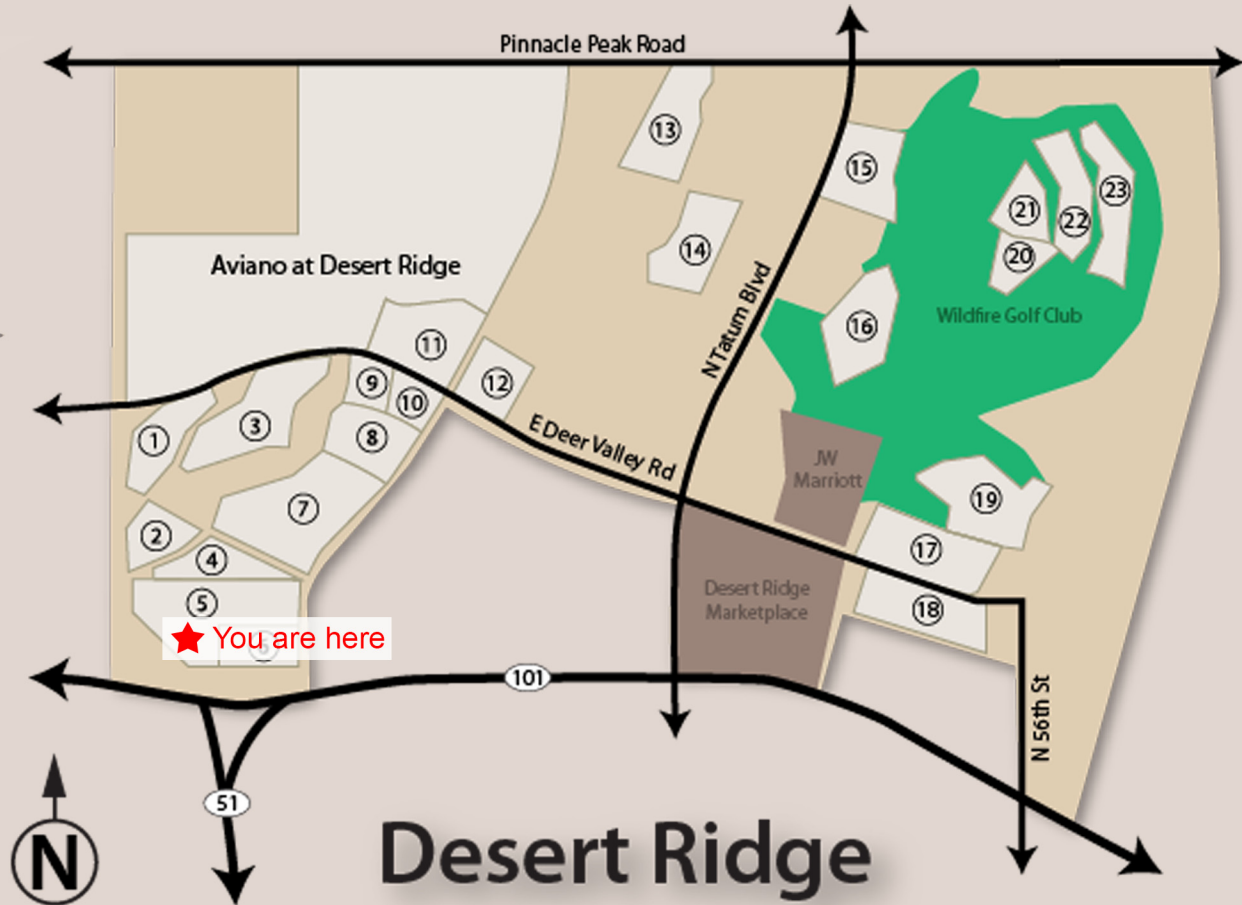 Pinnacle Peak Road
13
15
23
21
22
14
20
Aviano at Desert Ridge
N Tatum Blvd
Wildfire Golf Club
16
11
9
12
10
1
3
8
E Deer Valley Rd
JW
Marriott
7
19
2
4
17
5
Desert Ridge
Marketplace
18
You are here
6
101
N 56th St
51
N
Desert Ridge